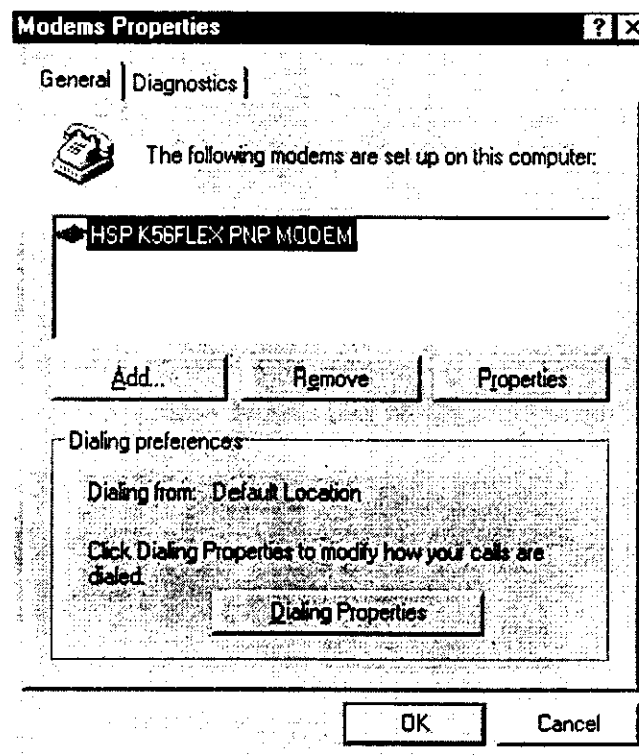 Modems Properties
General
Diagnostics
The following modems are set up on this computer:
HSP K56FLEX PNP MODEM
Add...
Remove
Properties
Dialing preferences
Dialing from: Default Location
Click Dialing Properties to modify how your calls are
dialed.
Dialing Properties
OK
Cancel